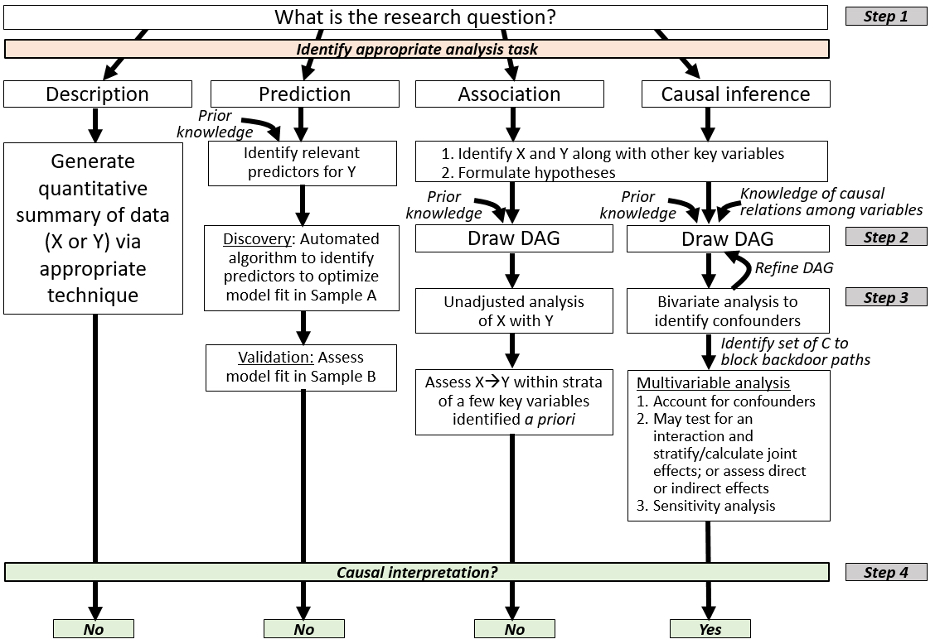 What is the research question?
Step 1
Identify appropriate analysis task
Description
Prediction
Association
Causal inference
Generate
quantitative
summary of data
(X or Y) via
appropriate
technique
Prior
knowledge
Identify relevant
predictors for Y
Discovery: Automated
algorithm to identify
predictors to optimize
model fit in Sample A
Validation: Assess
model fit in Sample B
1. Identify X and Y along with other key variables
2. Formulate hypotheses
Prior
knowledge
Draw DAG
Unadjusted analysis
of X with Y
Assess X→Y within strata
of a few key variables
identified a priori
Prior
knowledge
Knowledge of causal
relations among variables
Draw DAG
Step 2
Refine DAG
Bivariate analysis to
identify confounders
Step 3
Identify set of C to
block backdoor paths
Multivariable analysis
1. Account for confounders
2. May test for an
interaction and
stratify/calculate joint
effects; or assess direct
or indirect effects
3. Sensitivity analysis
Causal interpretation?
Step 4
No
No
No
Yes